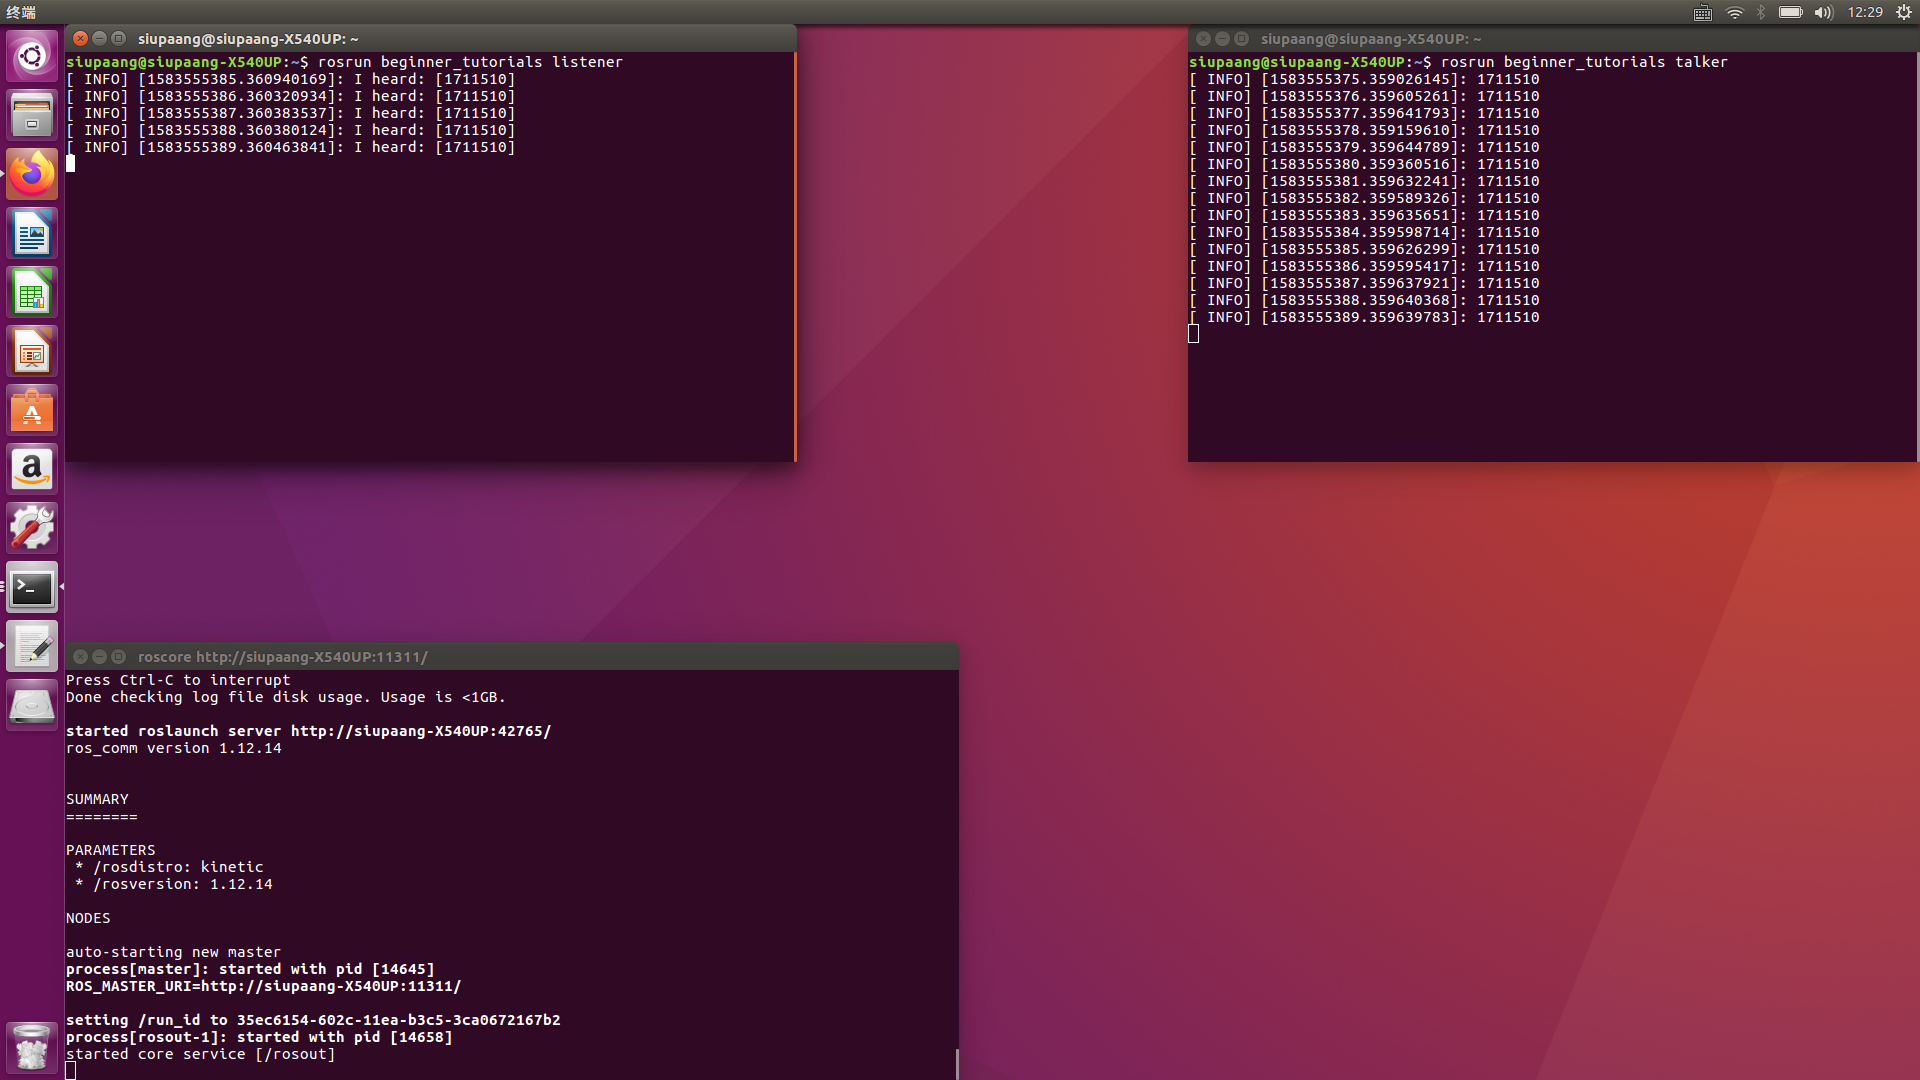 终端
12:29
siupaang@siupaang-X540UP: ~
siupaang@siupaang-X540UP:~$ rosrun beginner_tutorials listener
[ INFO] [1583555385.360940169]: I heard: [1711510]
[ INFO] [1583555386.360320934]: I heard: [1711510]
[ INFO] [1583555387.360383537]: I heard: [1711510]
[ INFO] [1583555388.360380124]: I heard: [1711510]
[ INFO] [1583555389.360463841]: I heard: [1711510]
siupaang@siupaang-X540UP: ~
siupaang@siupaang-X540UP:~$ rosrun beginner_tutorials talker
[ INFO] [1583555375.359026145]: 1711510
[ INFO] [1583555376.359605261]: 1711510
[ INFO] [1583555377.359641793]: 1711510
[ INFO] [1583555378.359159610]: 1711510
[ INFO] [1583555379.359644789]: 1711510
[ INFO] [1583555380.359360516]: 1711510
[ INFO] [1583555381.359632241]: 1711510
[ INFO] [1583555382.359589326]: 1711510
[ INFO] [1583555383.359635651]: 1711510
[ INFO] [1583555384.359598714]: 1711510
[ INFO] [1583555385.359626299]: 1711510
[ INFO] [1583555386.359595417]: 1711510
[ INFO] [1583555387.359637921]: 1711510
[ INFO] [1583555388.359640368]: 1711510
[ INFO] [1583555389.359639783]: 1711510
roscore http://siupaang-X540UP:11311/
Press Ctrl-C to interrupt
Done checking log file disk usage. Usage is <1GB.
started roslaunch server http://siupaang-X540UP:42765/
ros_comm version 1.12.14
SUMMARY
========
PARAMETERS
* /rosdistro: kinetic
* /rosversion: 1.12.14
NODES
auto-starting new master
process[master]: started with pid [14645]
ROS_MASTER_URI=http://siupaang-X540UP:11311/
setting /run_id to 35ec6154-602c-11ea-b3c5-3ca0672167b2
process[rosout-1]: started with pid [14658]
started core service [/rosout]